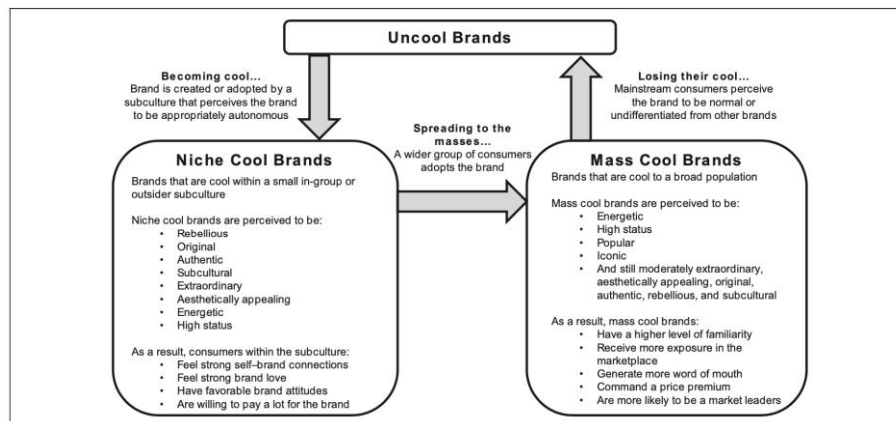 Uncool Brands
Becoming cool...
Brand is created or adopted by a
subculture that perceives the brand
to be appropriately autonomous
Losing their cool...
Mainstream consumers perceive
the brand to be normal or
undifferentiated from other brands
Spreading to the
masses...
A wider group of consumers
adopts the brand
Niche Cool Brands
Brands that are cool within a small in-group or
outsider subculture
Niche cool brands are perceived to be:
• Rebellious
• Original
• Authentic
• Subcultural
• Extraordinary
• Aesthetically appealing
• Energetic
• High status
As a result, consumers within the subculture:
• Feel strong self–brand connections
• Feel strong brand love
• Have favorable brand attitudes
• Are willing to pay a lot for the brand
Mass Cool Brands
Brands that are cool to a broad population
Mass cool brands are perceived to be:
• Energetic
• High status
• Popular
• Iconic
• And still moderately extraordinary,
aesthetically appealing, original,
authentic, rebellious, and subcultural
As a result, mass cool brands:
• Have a higher level of familiarity
• Receive more exposure in the
marketplace
• Generate more word of mouth
• Command a price premium
• Are more likely to be a market leaders